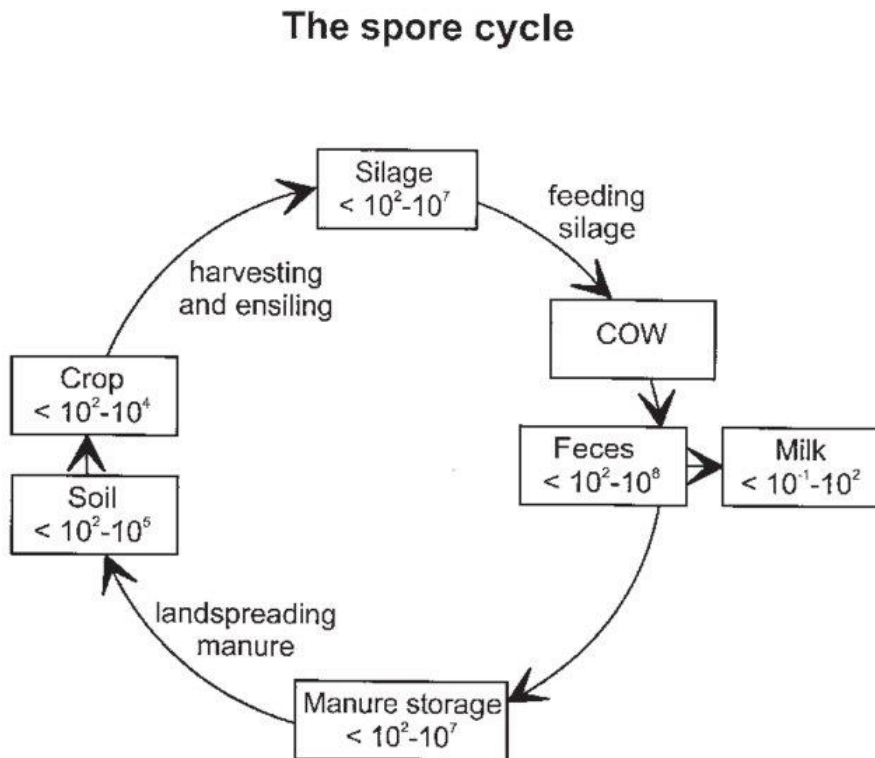 The spore cycle
Silage
< 10²-10⁷
feeding
silage
harvesting
and ensiling
COW
Crop
< 10²-10⁴
Feces
< 10²-10⁸
Milk
< 10⁻¹-10²
Soil
< 10²-10⁵
landspreading
manure
Manure storage
< 10²-10⁷